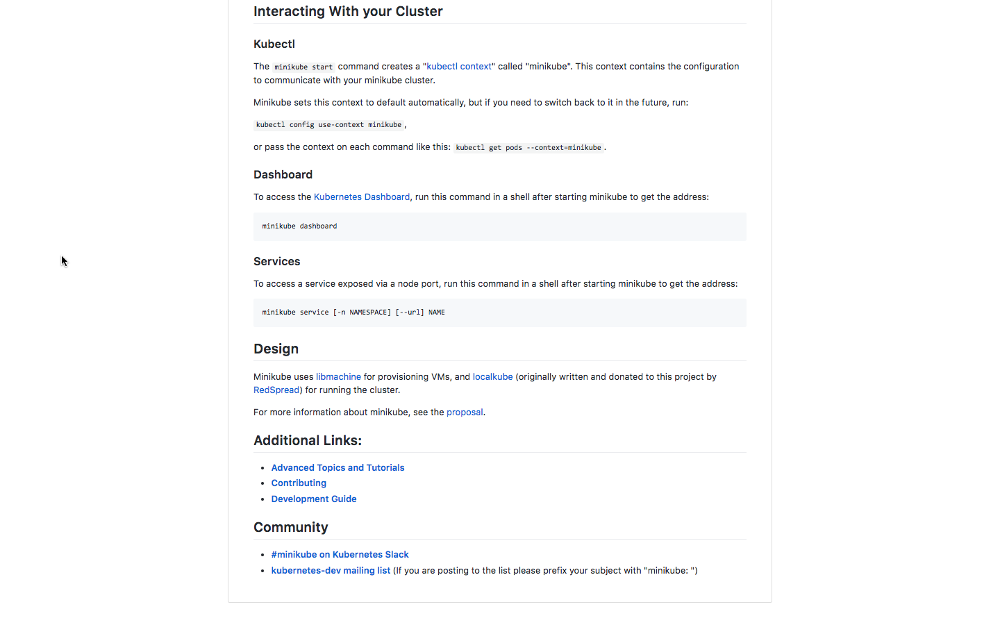 Interacting With your Cluster
Kubectl
The minikube start command creates a "kubectl context" called "minikube". This context contains the configuration
to communicate with your minikube cluster.
Minikube sets this context to default automatically, but if you need to switch back to it in the future, run:
kubectl config use-context minikube,
or pass the context on each command like this: kubectl get pods --context=minikube.
Dashboard
To access the Kubernetes Dashboard, run this command in a shell after starting minikube to get the address:
minikube dashboard
Services
To access a service exposed via a node port, run this command in a shell after starting minikube to get the address:
minikube service [-n NAMESPACE] [--url] NAME
Design
Minikube uses libmachine for provisioning VMs, and localkube (originally written and donated to this project by
RedSpread) for running the cluster.
For more information about minikube, see the proposal.
Additional Links:
• Advanced Topics and Tutorials
• Contributing
• Development Guide
Community
• #minikube on Kubernetes Slack
• kubernetes-dev mailing list (If you are posting to the list please prefix your subject with "minikube: ")